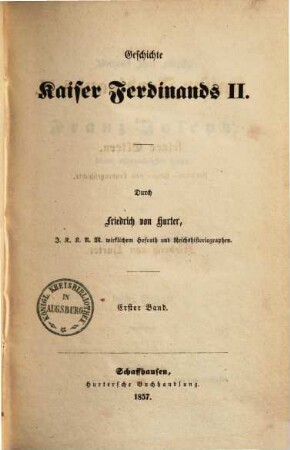 Geschichte
Kaiser Ferdinands II.
Durch
Friedrich von Hurter,
J. K. K. A. M. wirklichem Hofrath und Reichshistoriographen.
Erster Band.
KÖNIGL. KREISBIBLIOTHEK
IN
AUGSBURG
Schaffhausen,
Hurtersche Buchhandlung.
1857.